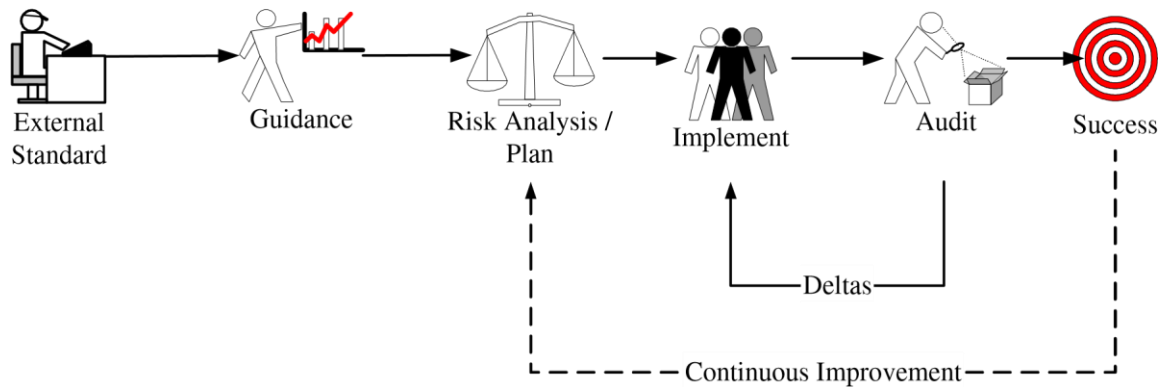 External
Standard
Guidance
Risk Analysis /
Plan
Implement
Audit
Success
Deltas
Continuous Improvement